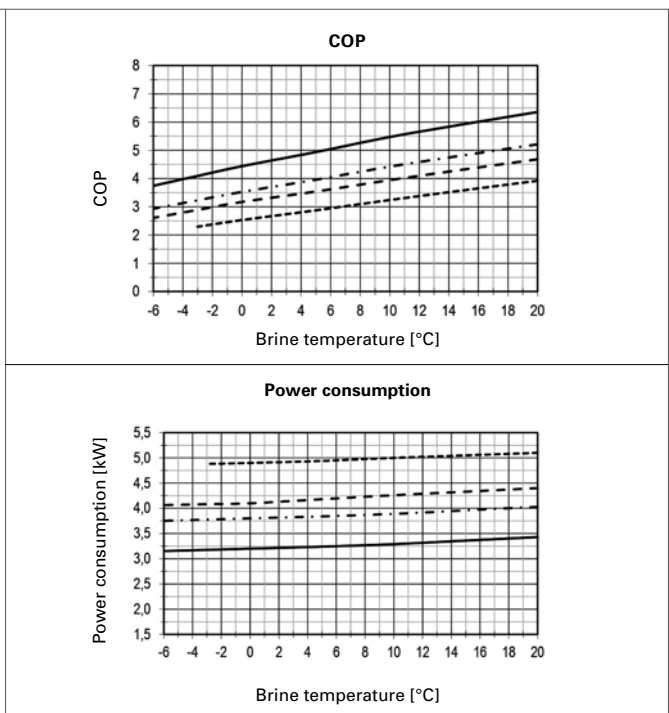 COP
8
7
6
5
4
3
2
1
0
COP
-6 -4 -2 0 2 4 6 8 10 12 14 16 18 20
Brine temperature [°C]
Power consumption
5,5
5,0
4,5
4,0
3,5
3,0
2,5
2,0
1,5
Power consumption [kW]
-6 -4 -2 0 2 4 6 8 10 12 14 16 18 20
Brine temperature [°C]